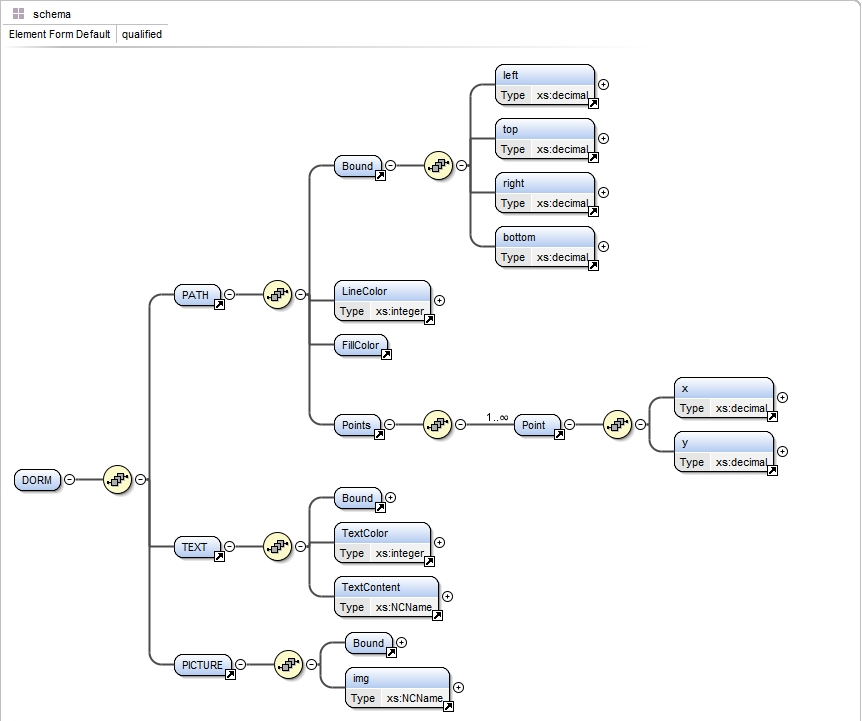 schema
Element Form Default qualified
left
Type xs:decimal
top
Type xs:decimal
Bound
right
Type xs:decimal
bottom
Type xs:decimal
PATH
LineColor
Type xs:integer
FillColor
Points
1..∞
Point
x
Type xs:decimal
y
Type xs:decimal
DORM
TEXT
Bound
TextColor
Type xs:integer
TextContent
Type xs:NCName
PICTURE
Bound
img
Type xs:NCName